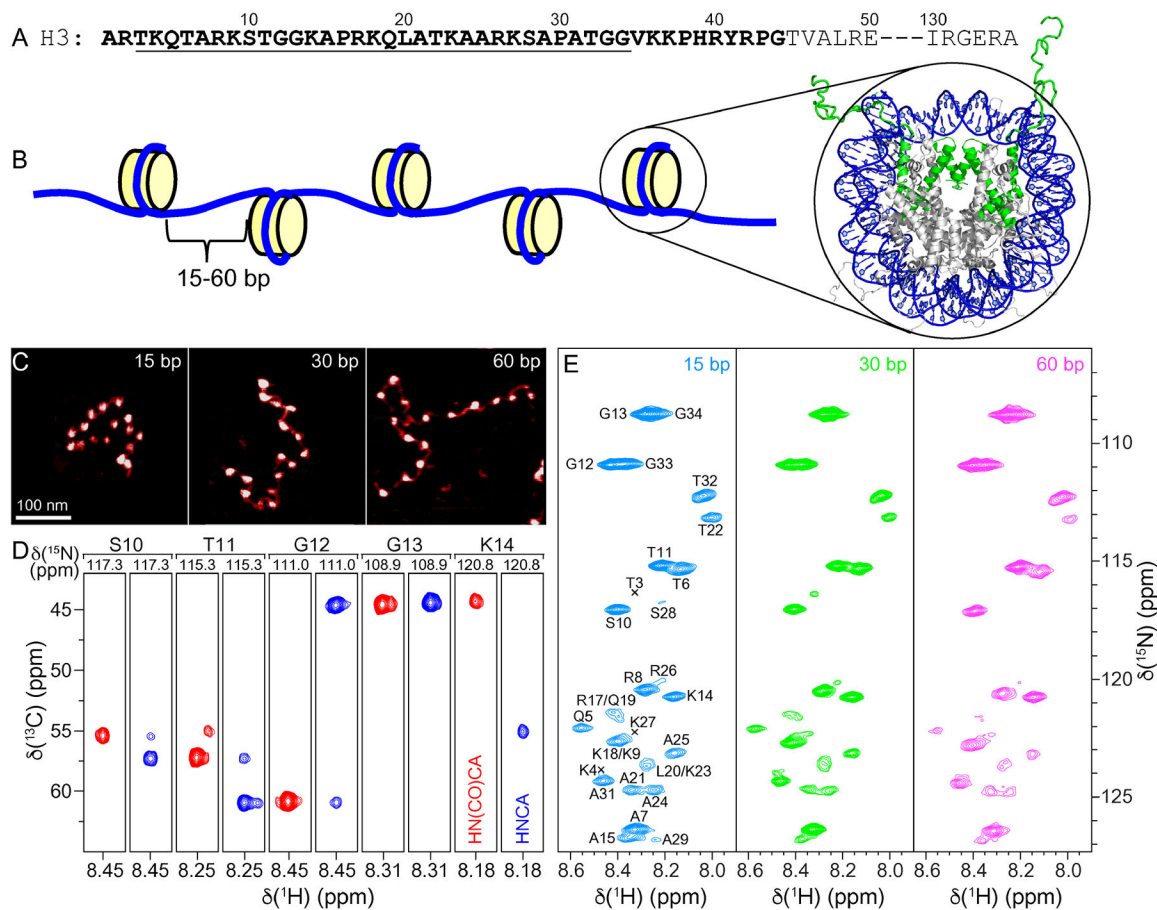 10 20 30 40 50 130
A H3: ARTKQTARKSTGGKAPRKQLATKAARKSAPATGGVKKPHRYRPGTVALRE---IRGERA
B
15-60 bp
C 15 bp 30 bp 60 bp
100 nm
D S10 T11 G12 G13 K14
δ(¹⁵N) (ppm) 117.3 117.3 115.3 115.3 111.0 111.0 108.9 108.9 120.8 120.8
δ(¹³C) (ppm)
45
50
55
60
HN(CO)CA
HNCA
8.45 8.45 8.25 8.25 8.45 8.45 8.31 8.31 8.18 8.18
δ(¹H) (ppm)
E 15 bp 30 bp 60 bp
G13 G34
G12 G33
T32
T22
T11
T3 T6
S28
S10
R8 R26
K14
R17/Q19
Q5 K27
A25
K18/K9
K4 L20/K23
A21
A31 A24
A7
A15 A29
110
115
120
125
δ(¹⁵N) (ppm)
8.6 8.4 8.2 8.0 8.6 8.4 8.2 8.0 8.6 8.4 8.2 8.0
δ(¹H) (ppm) δ(¹H) (ppm) δ(¹H) (ppm)